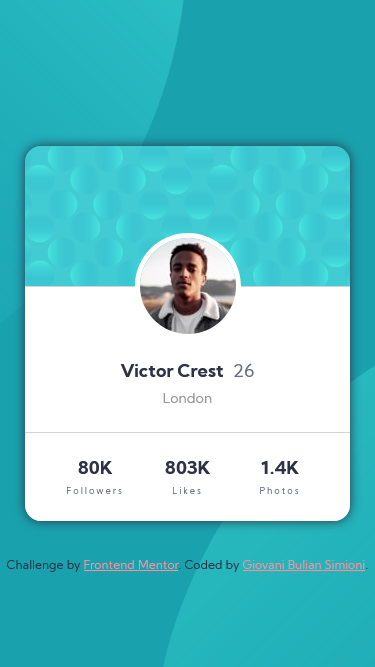 Victor Crest 26
London
80K 803K 1.4K
Followers Likes Photos
Challenge by Frontend Mentor. Coded by Giovani Bulian Simioni.